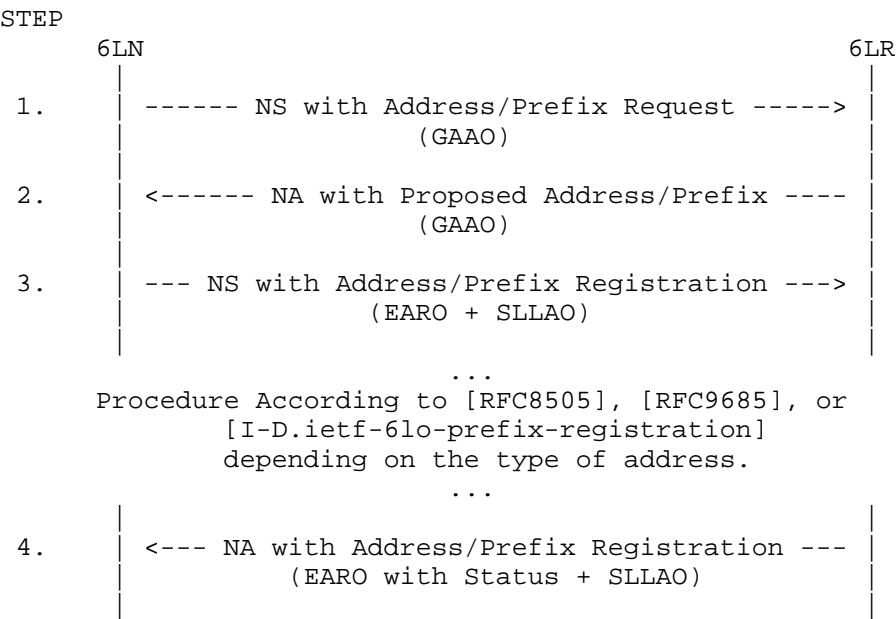 STEP
6LN 6LR
1. ------ NS with Address/Prefix Request ----->
(GAAO)
2. <------ NA with Proposed Address/Prefix ----
(GAAO)
3. --- NS with Address/Prefix Registration --->
(EARO + SLLAO)
...
Procedure According to [RFC8505], [RFC9685], or
[I-D.ietf-6lo-prefix-registration]
depending on the type of address.
...
4. <--- NA with Address/Prefix Registration ---
(EARO with Status + SLLAO)